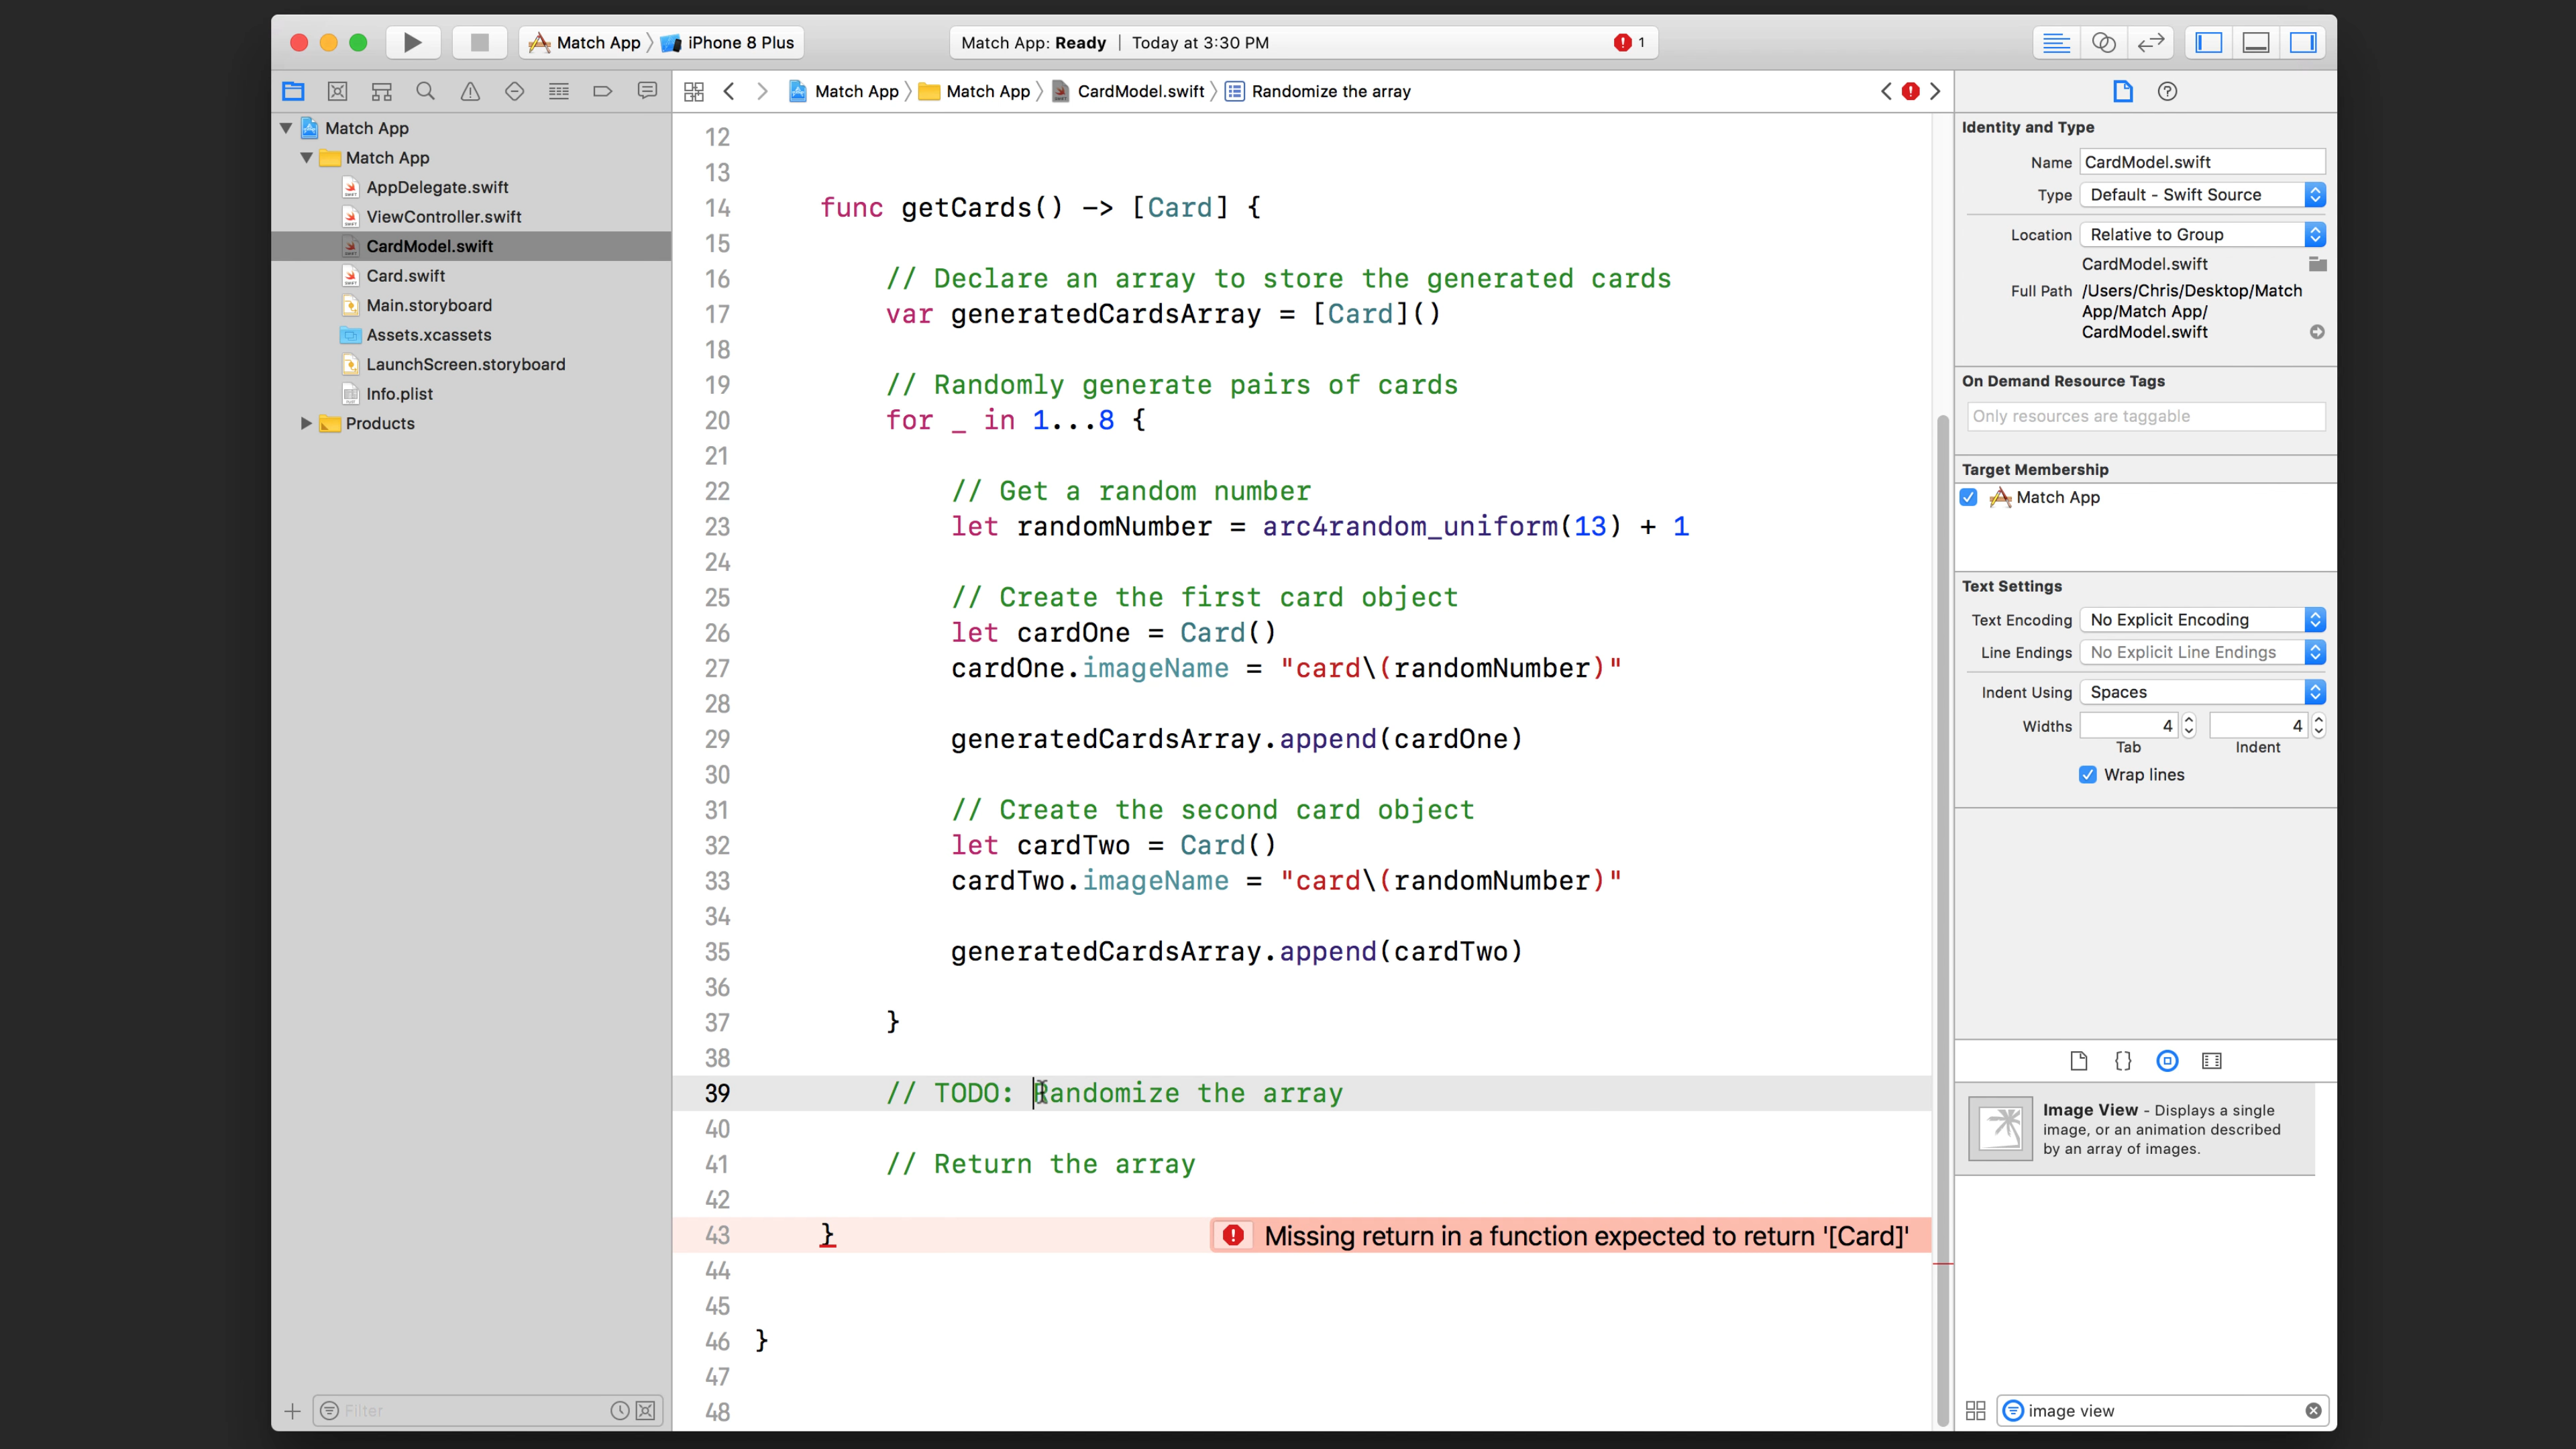 Match App 〉 iPhone 8 Plus
Match App: Ready | Today at 3:30 PM
1
Match App 〉 Match App 〉 CardModel.swift 〉 Randomize the array
Match App
Match App
AppDelegate.swift
ViewController.swift
CardModel.swift
Card.swift
Main.storyboard
Assets.xcassets
LaunchScreen.storyboard
Info.plist
Products
Filter
12
13
14 func getCards() -> [Card] {
15
16 // Declare an array to store the generated cards
17 var generatedCardsArray = [Card]()
18
19 // Randomly generate pairs of cards
20 for _ in 1...8 {
21
22 // Get a random number
23 let randomNumber = arc4random_uniform(13) + 1
24
25 // Create the first card object
26 let cardOne = Card()
27 cardOne.imageName = "card\(randomNumber)"
28
29 generatedCardsArray.append(cardOne)
30
31 // Create the second card object
32 let cardTwo = Card()
33 cardTwo.imageName = "card\(randomNumber)"
34
35 generatedCardsArray.append(cardTwo)
36
37 }
38
39 // TODO: Randomize the array
40
41 // Return the array
42
43 } Missing return in a function expected to return '[Card]'
44
45
46 }
47
48
Identity and Type
Name CardModel.swift
Type Default - Swift Source
Location Relative to Group
CardModel.swift
Full Path /Users/Chris/Desktop/Match
App/Match App/
CardModel.swift
On Demand Resource Tags
Only resources are taggable
Target Membership
Match App
Text Settings
Text Encoding No Explicit Encoding
Line Endings No Explicit Line Endings
Indent Using Spaces
Widths 4 4
Tab Indent
Wrap lines
{}
Image View - Displays a single
image, or an animation described
by an array of images.
image view